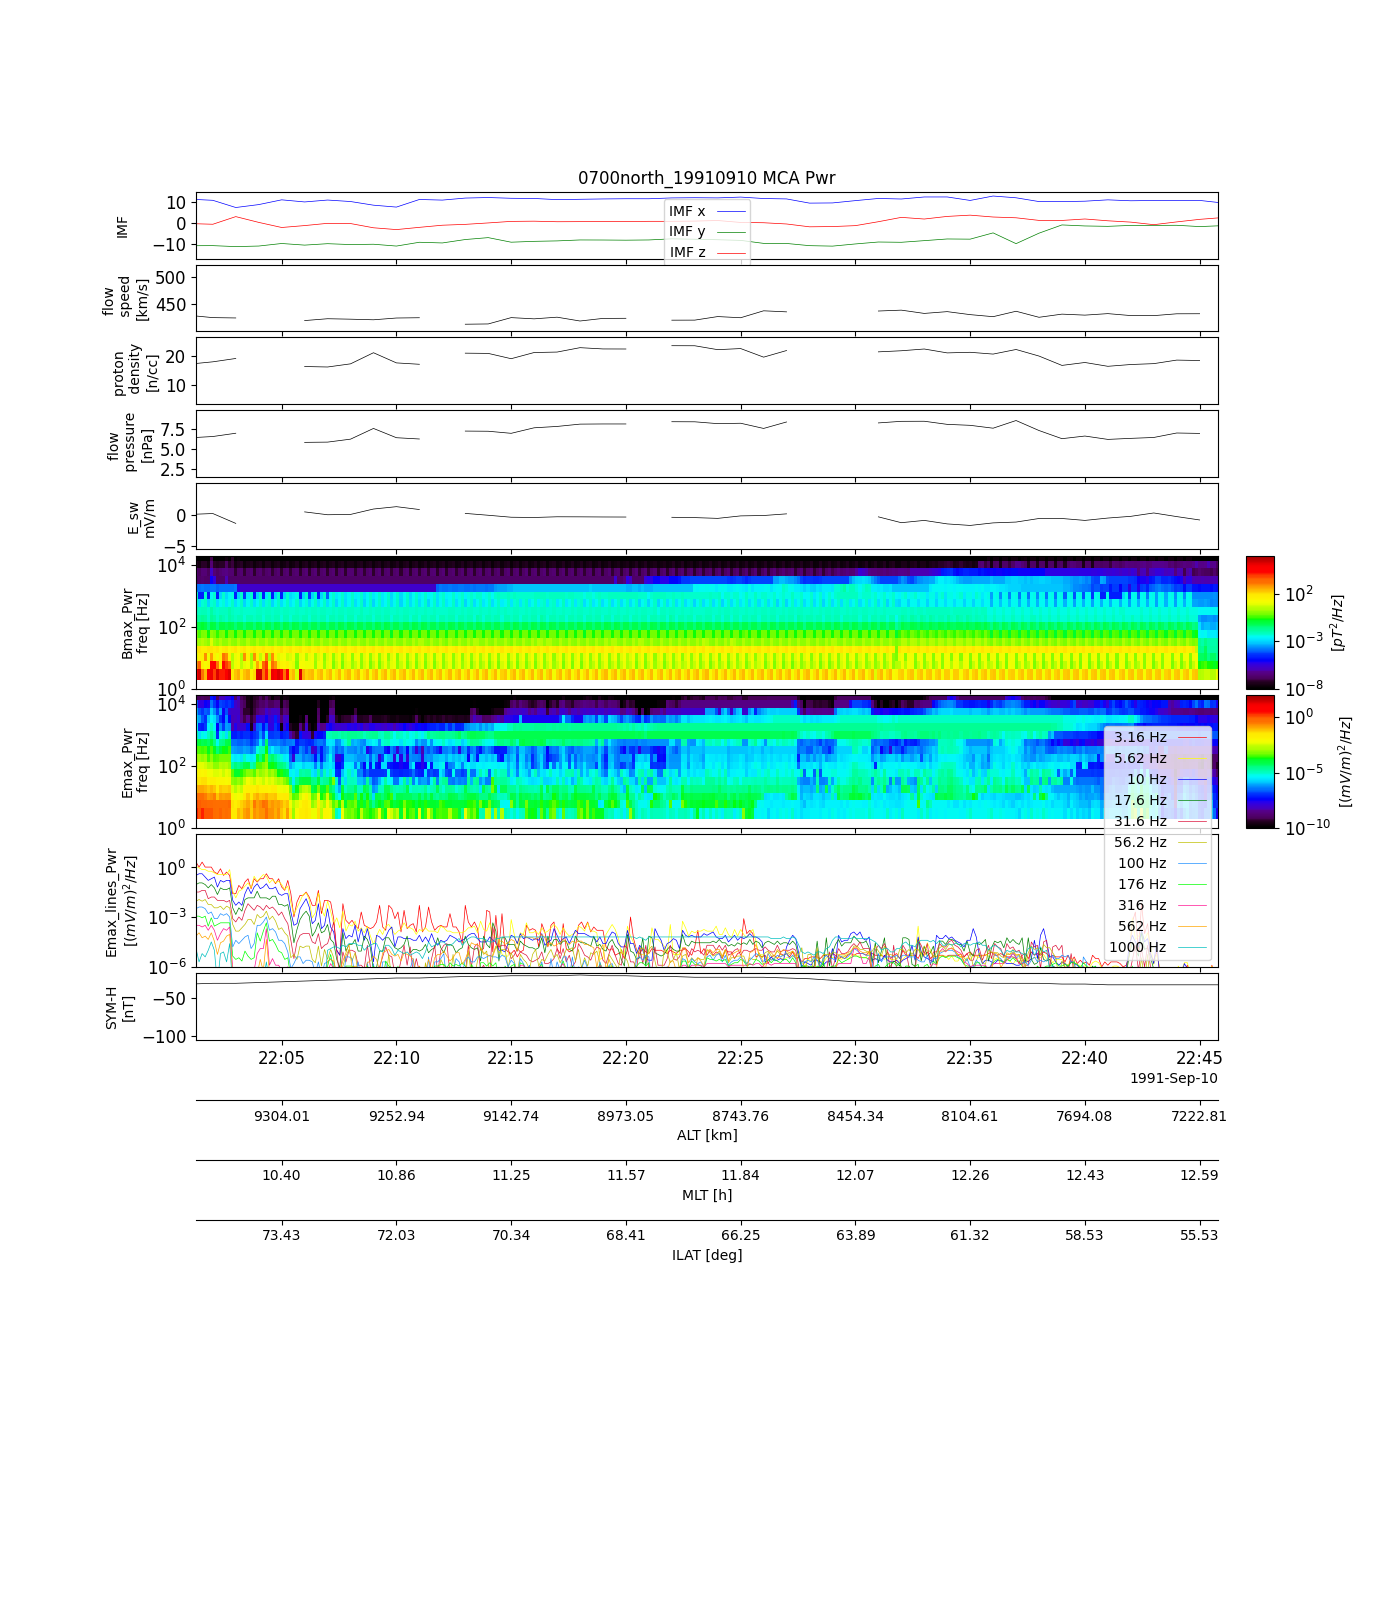 0700north_19910910 MCA Pwr
IMF
10
0
−10
IMF x
IMF y
IMF z
flow
speed
[km/s]
500
450
proton
density
[n/cc]
20
10
flow
pressure
[nPa]
7.5
5.0
2.5
E_sw
mV/m
0
−5
Bmax_Pwr
freq [Hz]
10^4
10^2
10^0
10^2
10^−3
10^−8
[pT^2/Hz]
Emax_Pwr
freq [Hz]
10^4
10^2
10^0
10^0
10^−5
10^−10
[(mV/m)^2/Hz]
3.16 Hz
5.62 Hz
10 Hz
17.6 Hz
31.6 Hz
56.2 Hz
100 Hz
176 Hz
316 Hz
562 Hz
1000 Hz
Emax_lines_Pwr
[(mV/m)^2/Hz]
10^0
10^−3
10^−6
SYM-H
[nT]
−50
−100
22:05 22:10 22:15 22:20 22:25 22:30 22:35 22:40 22:45
1991-Sep-10
9304.01 9252.94 9142.74 8973.05 8743.76 8454.34 8104.61 7694.08 7222.81
ALT [km]
10.40 10.86 11.25 11.57 11.84 12.07 12.26 12.43 12.59
MLT [h]
73.43 72.03 70.34 68.41 66.25 63.89 61.32 58.53 55.53
ILAT [deg]